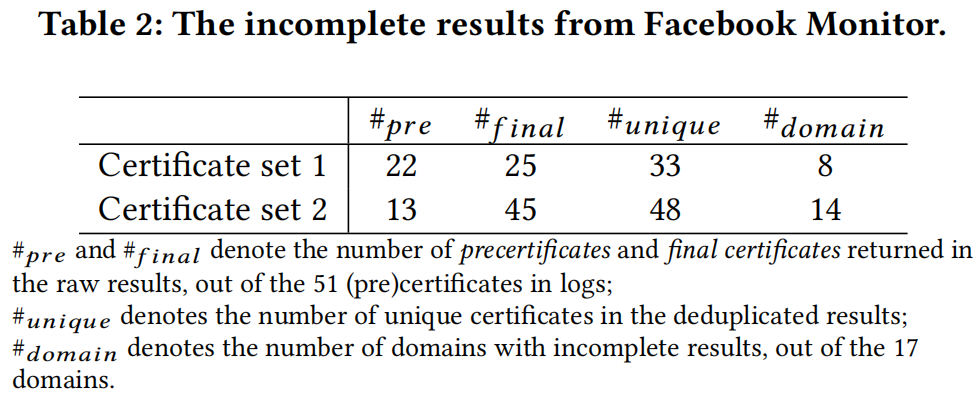 Table 2: The incomplete results from Facebook Monitor.
#pre #final #unique #domain
Certificate set 1 22 25 33 8
Certificate set 2 13 45 48 14
#pre and #final denote the number of precertificates and final certificates returned in
the raw results, out of the 51 (pre)certificates in logs;
#unique denotes the number of unique certificates in the deduplicated results;
#domain denotes the number of domains with incomplete results, out of the 17
domains.